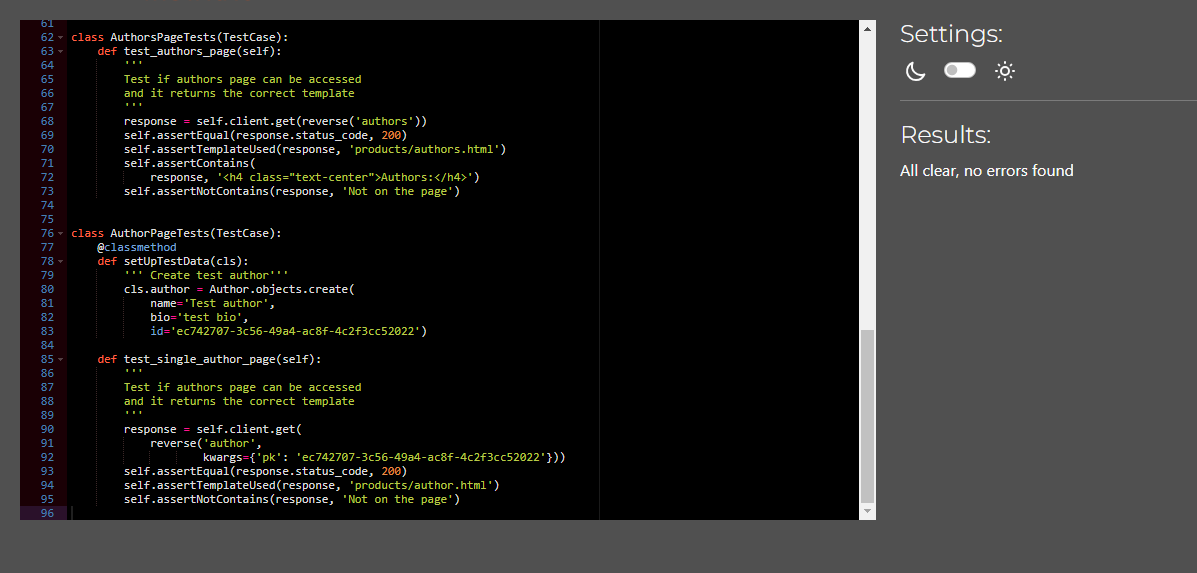 61
62 class AuthorsPageTests(TestCase):
63     def test_authors_page(self):
64         '''
65         Test if authors page can be accessed
66         and it returns the correct template
67         '''
68         response = self.client.get(reverse('authors'))
69         self.assertEqual(response.status_code, 200)
70         self.assertTemplateUsed(response, 'products/authors.html')
71         self.assertContains(
72             response, '<h4 class="text-center">Authors:</h4>')
73         self.assertNotContains(response, 'Not on the page')
74
75
76 class AuthorPageTests(TestCase):
77     @classmethod
78     def setUpTestData(cls):
79         ''' Create test author'''
80         cls.author = Author.objects.create(
81             name='Test author',
82             bio='test bio',
83             id='ec742707-3c56-49a4-ac8f-4c2f3cc52022')
84
85     def test_single_author_page(self):
86         '''
87         Test if authors page can be accessed
88         and it returns the correct template
89         '''
90         response = self.client.get(
91             reverse('author',
92                     kwargs={'pk': 'ec742707-3c56-49a4-ac8f-4c2f3cc52022'}))
93         self.assertEqual(response.status_code, 200)
94         self.assertTemplateUsed(response, 'products/author.html')
95         self.assertNotContains(response, 'Not on the page')
96
Settings:
Results:
All clear, no errors found